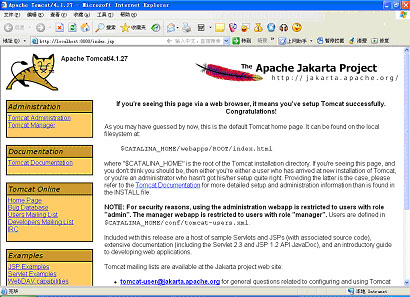 Apache Tomcat/4.1.27 - Microsoft Internet Explorer
http://localhost:8080/index.jsp
Apache Tomcat/4.1.27
The Apache Jakarta Project
http://jakarta.apache.org/
Administration
Tomcat Administration
Tomcat Manager
Documentation
Tomcat Documentation
Tomcat Online
Home Page
Bug Database
Users Mailing List
Developers Mailing List
IRC
Examples
JSP Examples
Servlet Examples
WebDAV capabilities
If you're seeing this page via a web browser, it means you've setup Tomcat successfully.
Congratulations!
As you may have guessed by now, this is the default Tomcat home page. It can be found on the local
filesystem at:
$CATALINA_HOME/webapps/ROOT/index.html
where "$CATALINA_HOME" is the root of the Tomcat installation directory. If you're seeing this page, and
you don't think you should be, then either you're either a user who has arrived at new installation of Tomcat,
or you're an administrator who hasn't got his/her setup quite right. Providing the latter is the case, please
refer to the Tomcat Documentation for more detailed setup and administration information than is found in
the INSTALL file.
NOTE: For security reasons, using the administration webapp is restricted to users with role
"admin". The manager webapp is restricted to users with role "manager". Users are defined in
$CATALINA_HOME/conf/tomcat-users.xml.
Included with this release are a host of sample Servlets and JSPs (with associated source code),
extensive documentation (including the Servlet 2.3 and JSP 1.2 API JavaDoc), and an introductory guide
to developing web applications.
Tomcat mailing lists are available at the Jakarta project web site:
tomcat-user@jakarta.apache.org for general questions related to configuring and using Tomcat